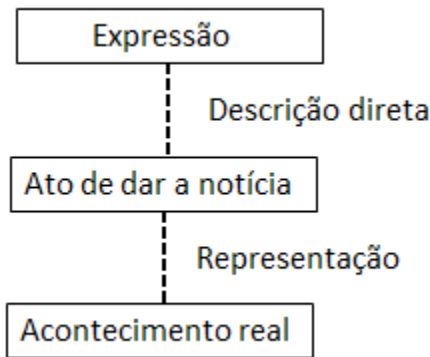 Expressão
Descrição direta
Ato de dar a notícia
Representação
Acontecimento real